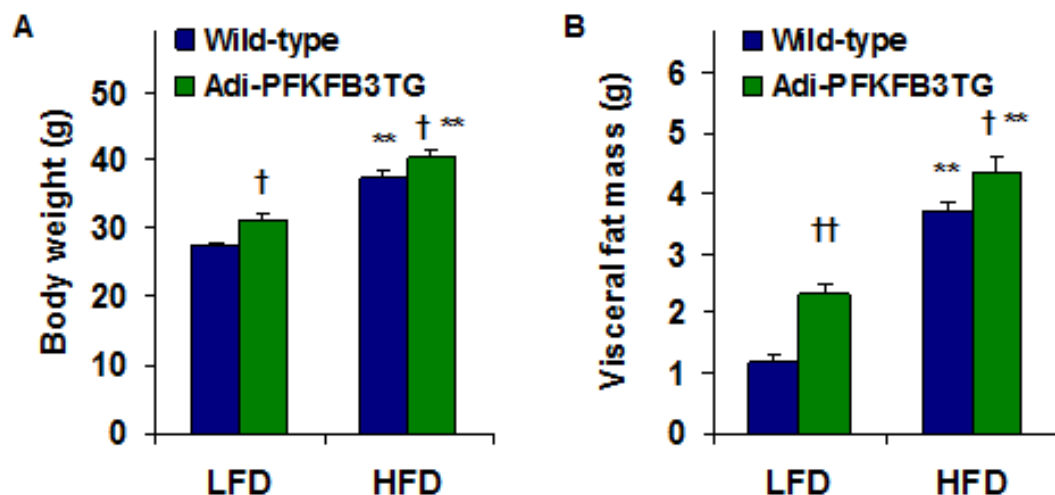 A
Wild-type
Adi-PFKFB3TG
Body weight (g)
50
40
30
20
10
0
†
**
† **
LFD HFD
B
Wild-type
Adi-PFKFB3TG
Visceral fat mass (g)
6
5
4
3
2
1
0
††
**
† **
LFD HFD